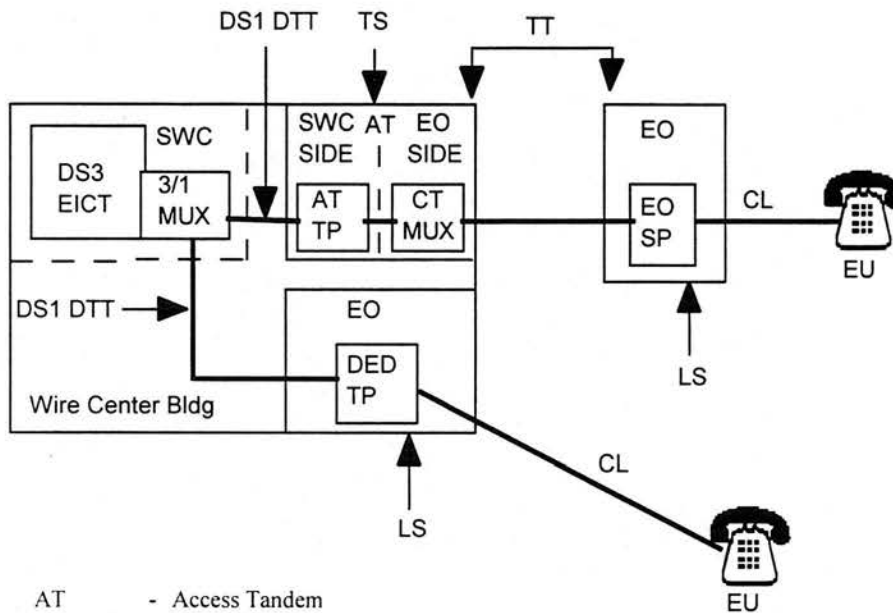 DS1 DTT TS TT
SWC
DS3
EICT
3/1
MUX
SWC AT EO
SIDE SIDE
AT
TP
CT
MUX
EO
EO
SP
CL
EU
LS
DS1 DTT
EO
DED
TP
Wire Center Bldg
LS
CL
EU
AT - Access Tandem